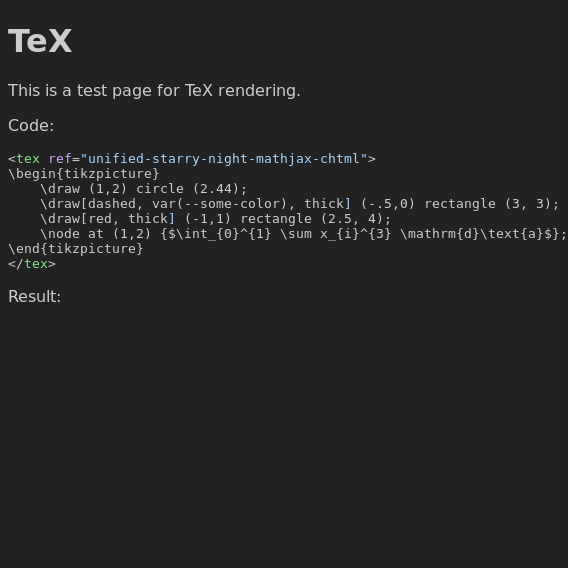 TeX
This is a test page for TeX rendering.
Code:
<tex ref="unified-starry-night-mathjax-chtml">
\begin{tikzpicture}
    \draw (1,2) circle (2.44);
    \draw[dashed, var(--some-color), thick] (-.5,0) rectangle (3, 3);
    \draw[red, thick] (-1,1) rectangle (2.5, 4);
    \node at (1,2) {$\int_{0}^{1} \sum x_{i}^{3} \mathrm{d}\text{a}$};
\end{tikzpicture}
</tex>
Result: